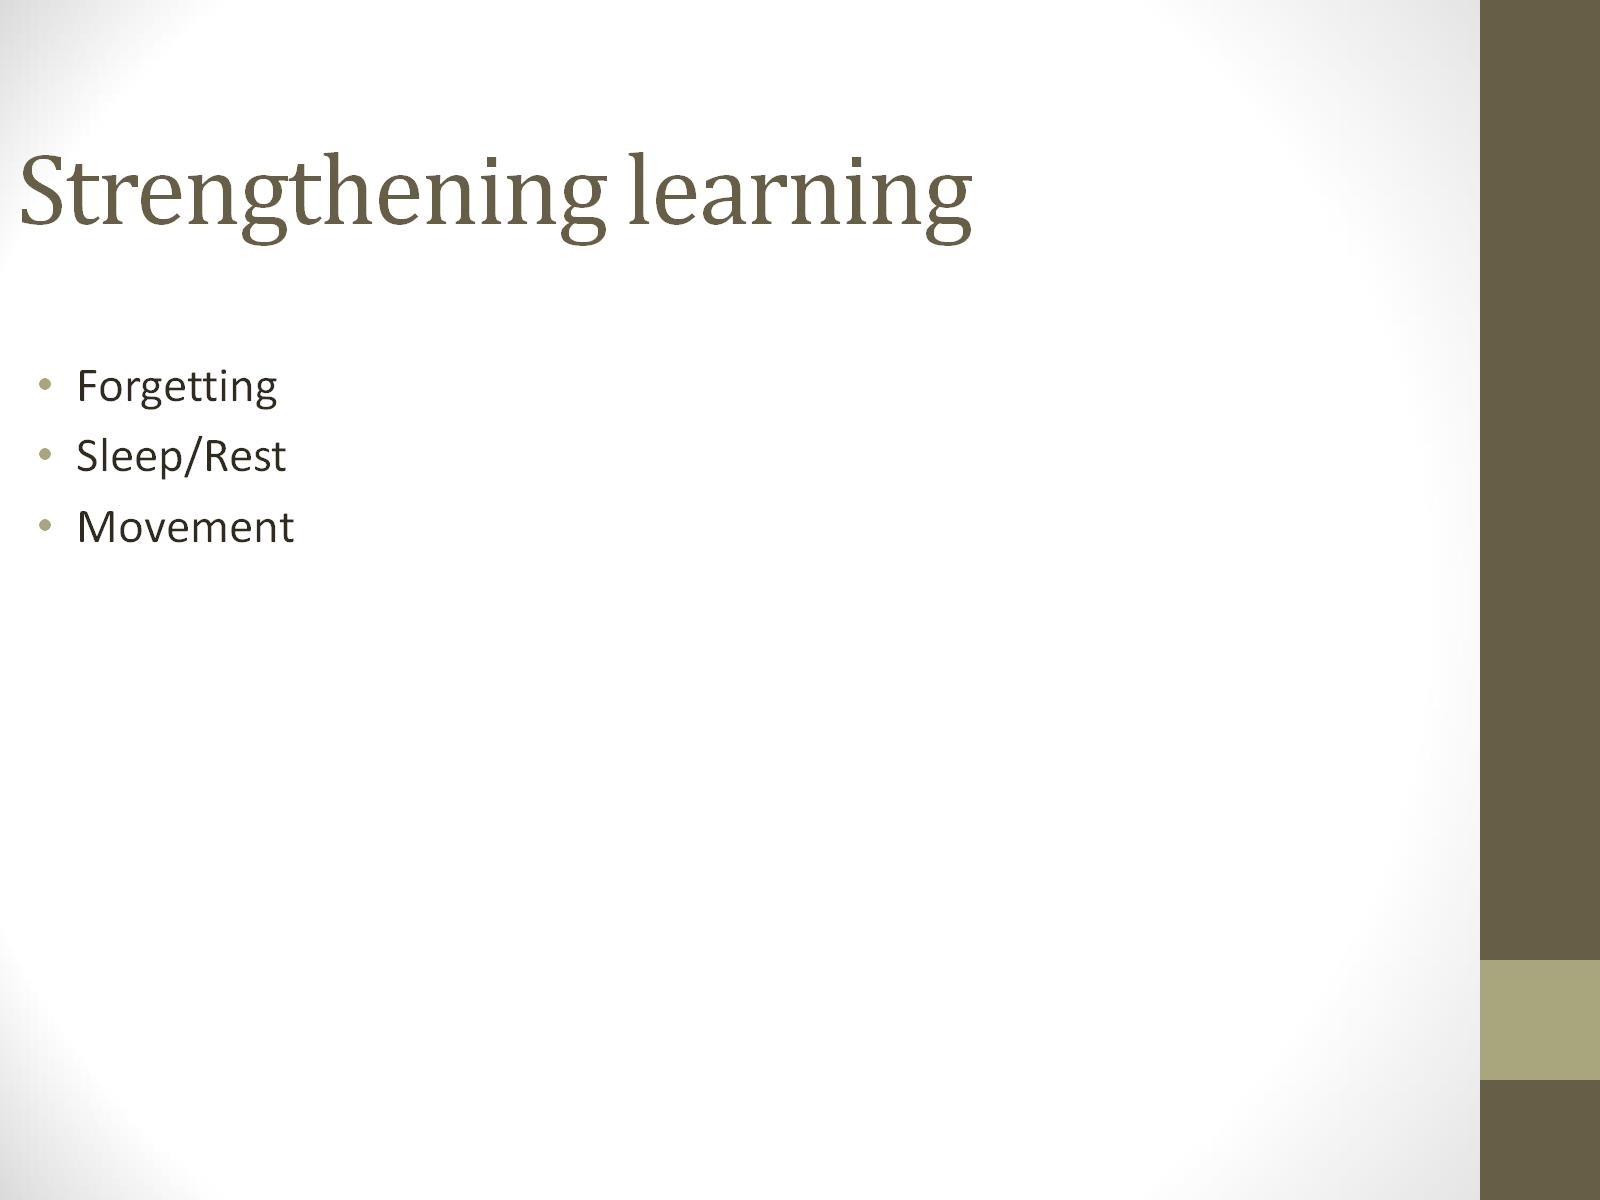 Strengthening learning
• Forgetting
• Sleep/Rest
• Movement